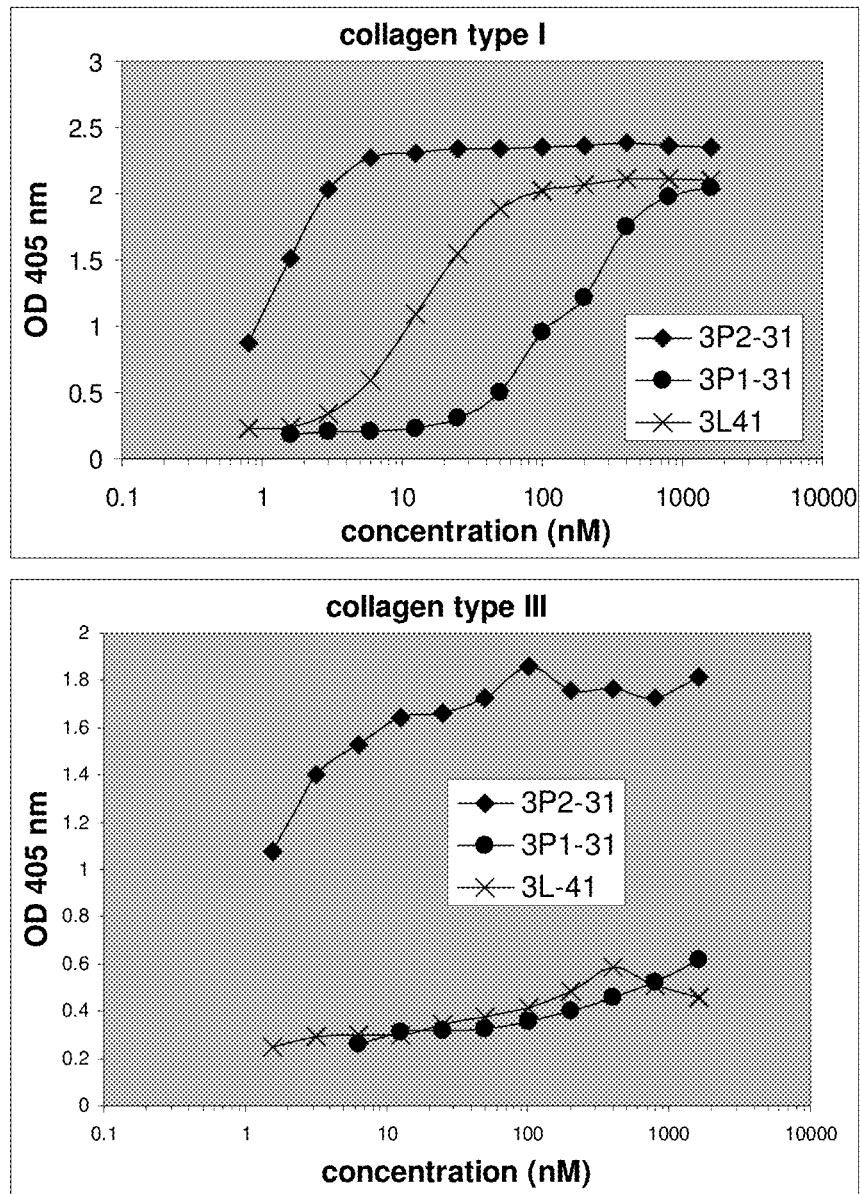 collagen type I
3
2.5
2
1.5
1
0.5
0
OD 405 nm
3P2-31
3P1-31
3L41
0.1 1 10 100 1000 10000
concentration (nM)
collagen type III
2
1.8
1.6
1.4
1.2
1
0.8
0.6
0.4
0.2
0
OD 405 nm
3P2-31
3P1-31
3L-41
0.1 1 10 100 1000 10000
concentration (nM)